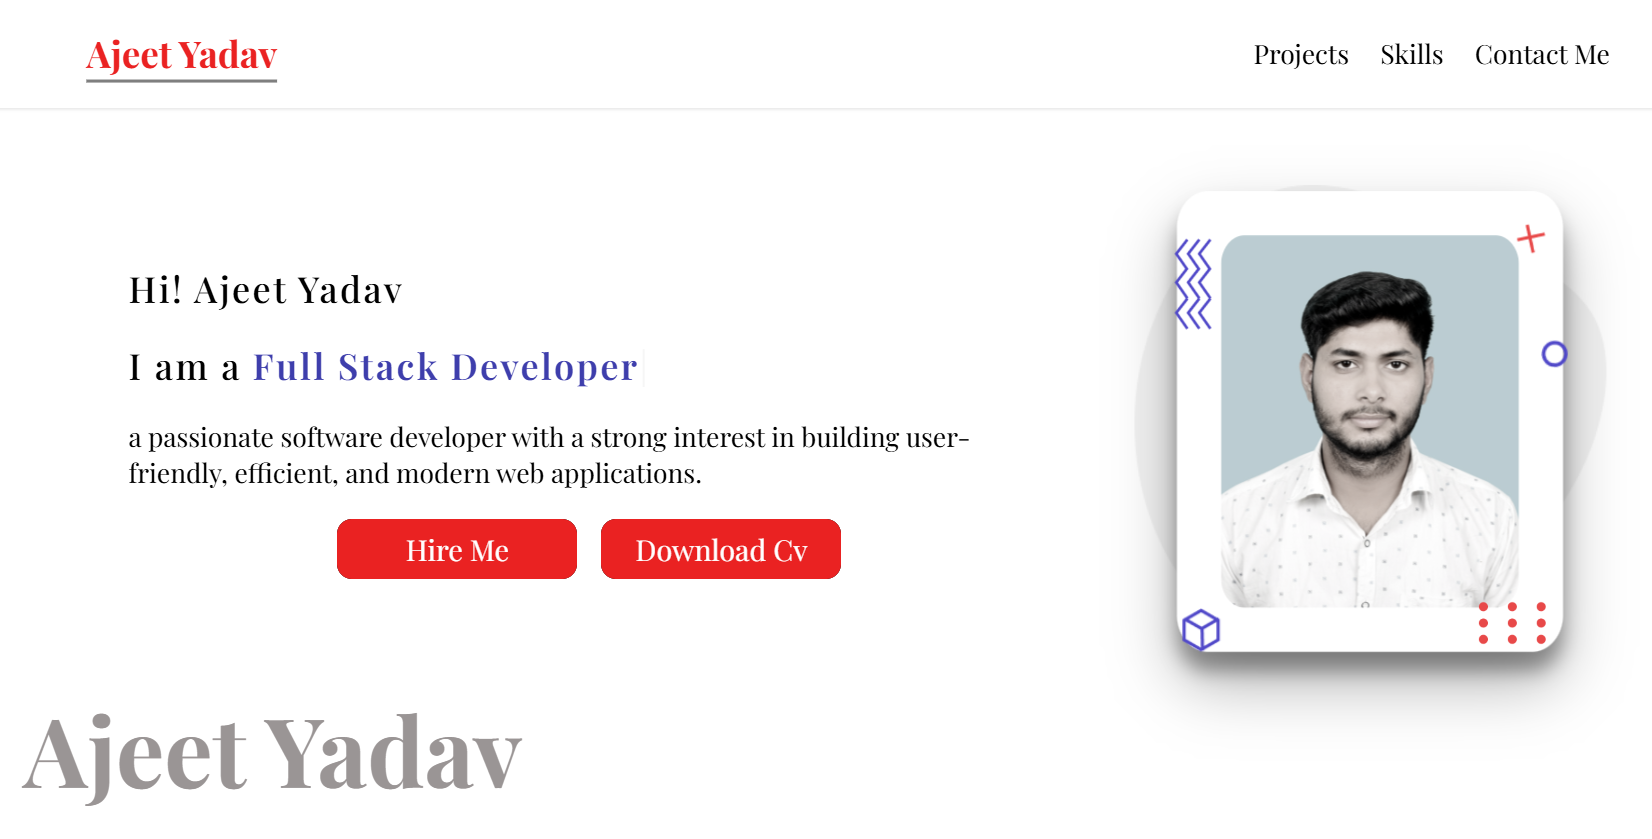 Ajeet Yadav
Projects Skills Contact Me
Hi! Ajeet Yadav
I am a Full Stack Developer
a passionate software developer with a strong interest in building user-
friendly, efficient, and modern web applications.
Hire Me
Download Cv
Ajeet Yadav